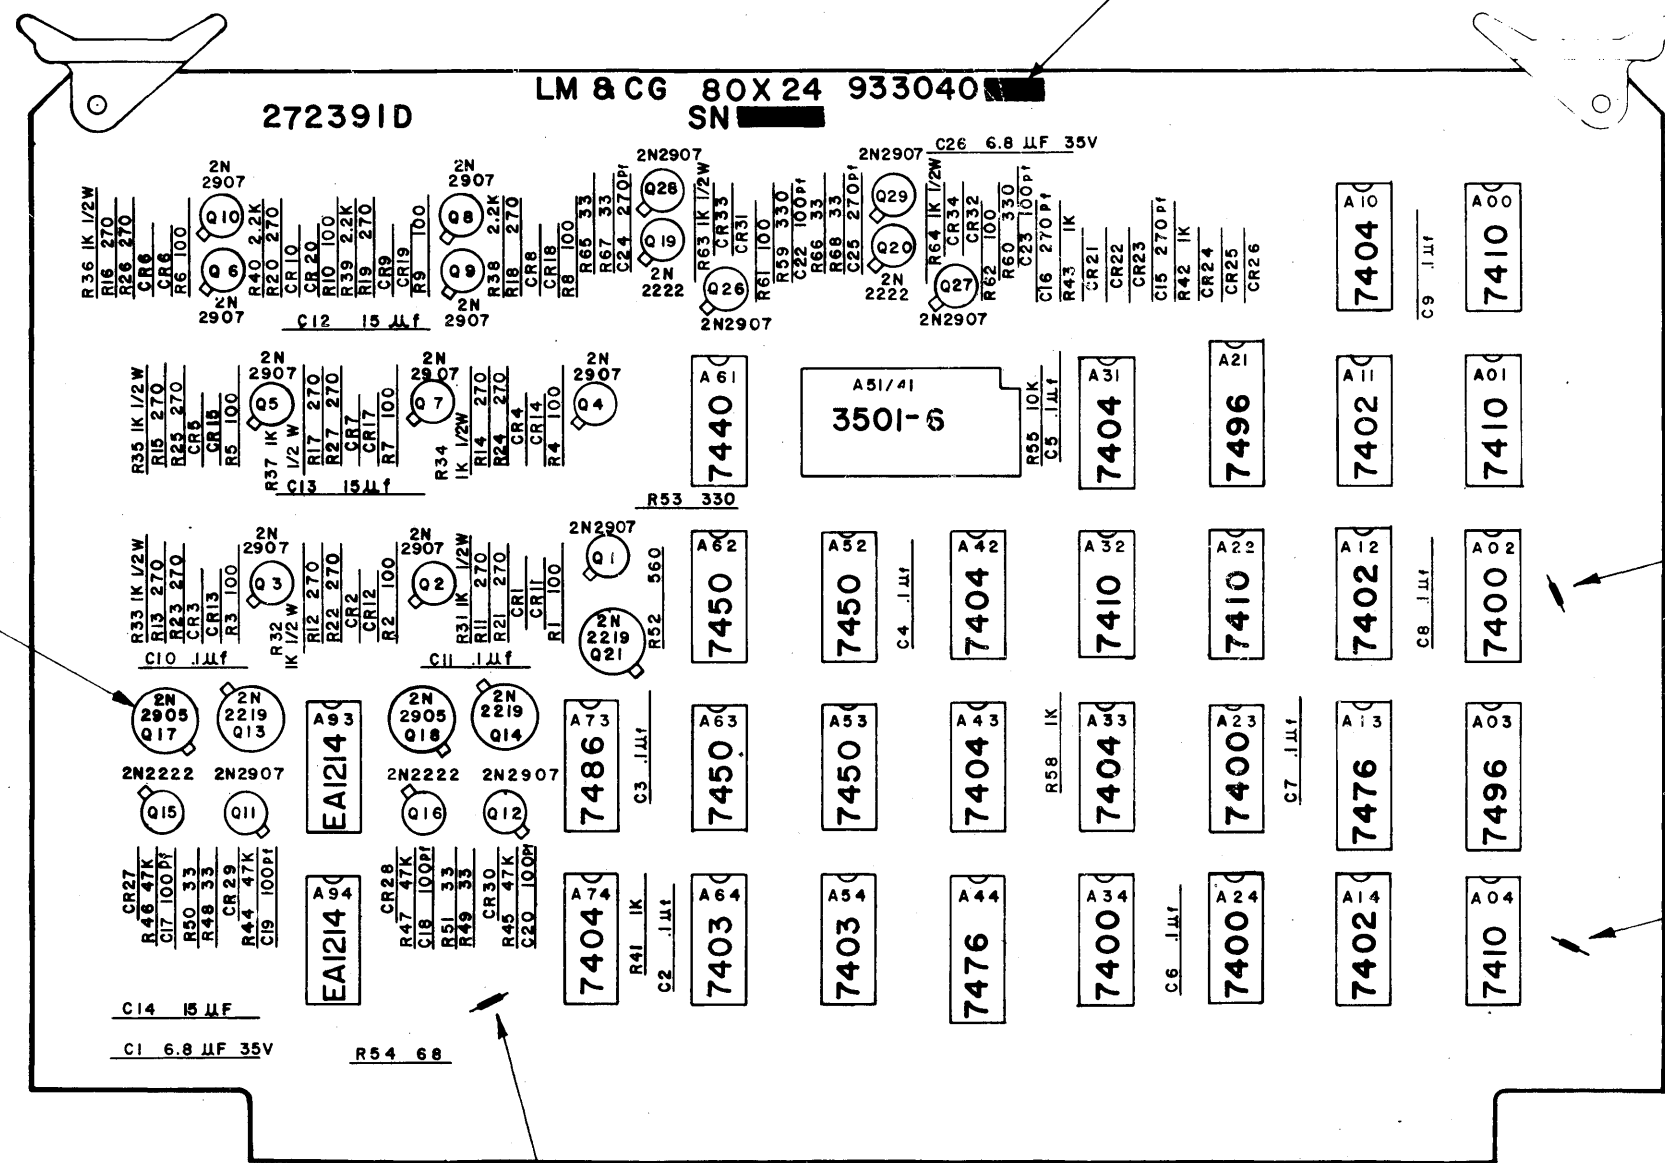 LM & CG 80X24 933040
272391D
SN
C26 6.8 µF 35V
2N2907
2N2907
2N
2907
2N
2907
R36 1K 1/2W
R16 270
R26 270
CR6
CR6
R6 100
Q10
Q6
2N
2907
R40 2.2K
R20 270
CR10
CR20
R10 100
R39 2.2K
R19 270
CR9
CR19
R9 100
Q8
Q9
2N
2907
R38 2.2K
R18 270
CR8
CR18
R8 100
R65 33
R67 33
C24 270Pf
Q28
Q19
2N
2222
R63 1K 1/2W
CR33
CR31
Q26
2N2907
R61 100
R59 330
C22 100Pf
R66 33
R68 33
C25 270Pf
Q29
Q20
2N
2222
R64 1K 1/2W
CR34
CR32
Q27
2N2907
R62 100
R60 330
C23 100Pf
C16 270Pf
R43 1K
CR21
CR22
CR23
C15 270Pf
R42 1K
CR24
CR25
CR26
A10
7404
C9 .1µf
A00
7410
C12 15µf
R35 1K 1/2W
R15 270
R25 270
CR5
CR15
R5 100
2N
2907
Q5
R37 1K
1/2 W
R17 270
R27 270
CR7
CR17
R7 100
2N
2907
Q7
R34
1K 1/2W
R14 270
R24 270
CR4
CR14
R4 100
2N
2907
Q4
C13 15µf
A61
7440
A51/41
3501-6
R55 10K
C5 .1µf
A31
7404
A21
7496
A11
7402
A01
7410
R53 330
R33 1K 1/2W
R13 270
R23 270
CR3
CR13
R3 100
2N
2907
Q3
R32
1K 1/2W
R12 270
R22 270
CR2
CR12
R2 100
2N
2907
Q2
R31 1K 1/2W
R11 270
R21 270
CR1
CR11
R1 100
2N2907
Q1
2N
2219
Q21
R52 560
A62
7450
A52
7450
C4 .1µf
A42
7404
A32
7410
A22
7410
A12
7402
C8 .1µf
A02
7400
C10 .1µf
C11 .1µf
2N
2905
Q17
2N
2219
Q13
A93
EA1214
2N
2905
Q18
2N
2219
Q14
A73
7486
C3 .1µf
A63
7450
A53
7450
A43
7404
R58 1K
A33
7404
A23
7400
C7 .1µf
A13
7476
A03
7496
2N2222
Q15
2N2907
Q11
2N2222
Q16
2N2907
Q12
CR27
R46 47K
C17 100Pf
R50 33
R48 33
CR29
R44 47K
C19 100Pf
A94
EA1214
CR28
R47 47K
C18 100Pf
R51 33
R49 33
CR30
R45 47K
C20 100Pf
A74
7404
R41 1K
C2 .1µf
A64
7403
A54
7403
A44
7476
A34
7400
C6 .1µf
A24
7400
A14
7402
A04
7410
C14 15 µF
C1 6.8 µF 35V
R54 68